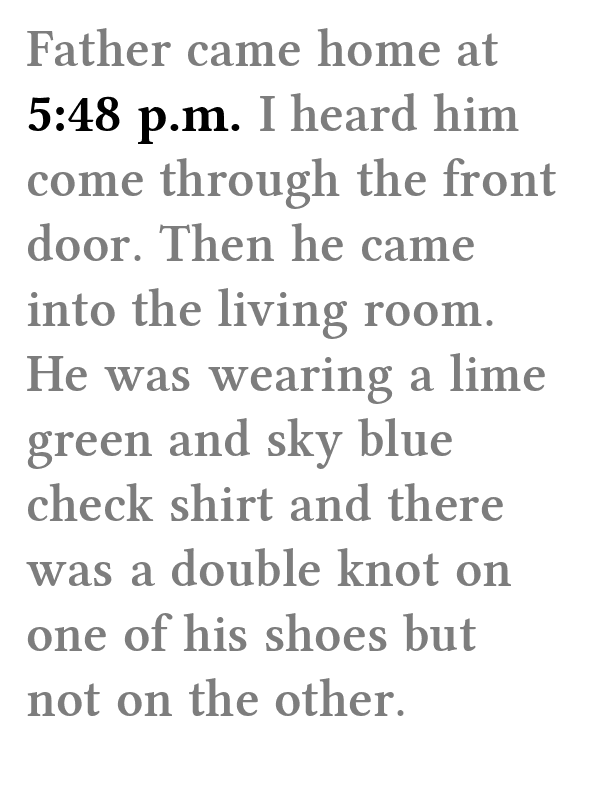 Father came home at
5:48 p.m. I heard him
come through the front
door. Then he came
into the living room.
He was wearing a lime
green and sky blue
check shirt and there
was a double knot on
one of his shoes but
not on the other.